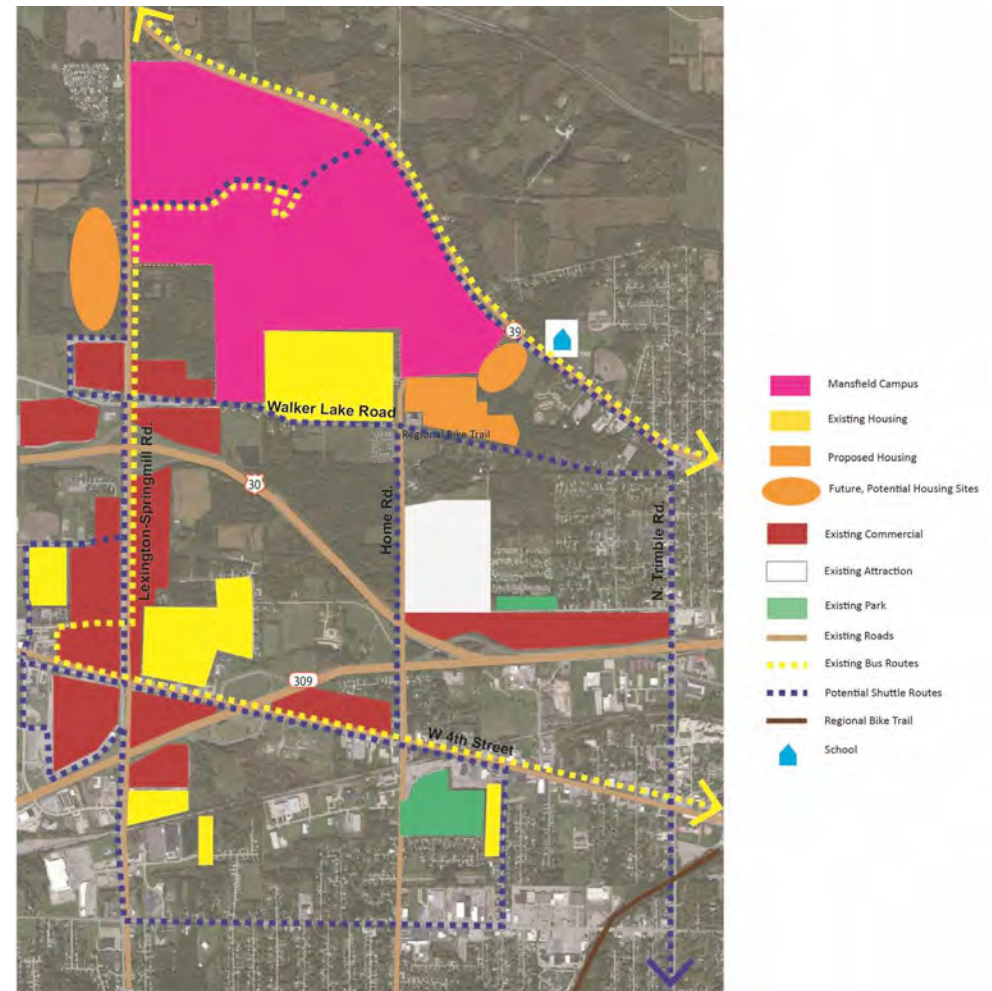 39
Walker Lake Road
Regional Bike Trail
Lexington-Springmill Rd.
30
Home Rd.
N. Trimble Rd.
309
W 4th Street
Mansfield Campus
Existing Housing
Proposed Housing
Future, Potential Housing Sites
Existing Commercial
Existing Attraction
Existing Park
Existing Roads
Existing Bus Routes
Potential Shuttle Routes
Regional Bike Trail
School